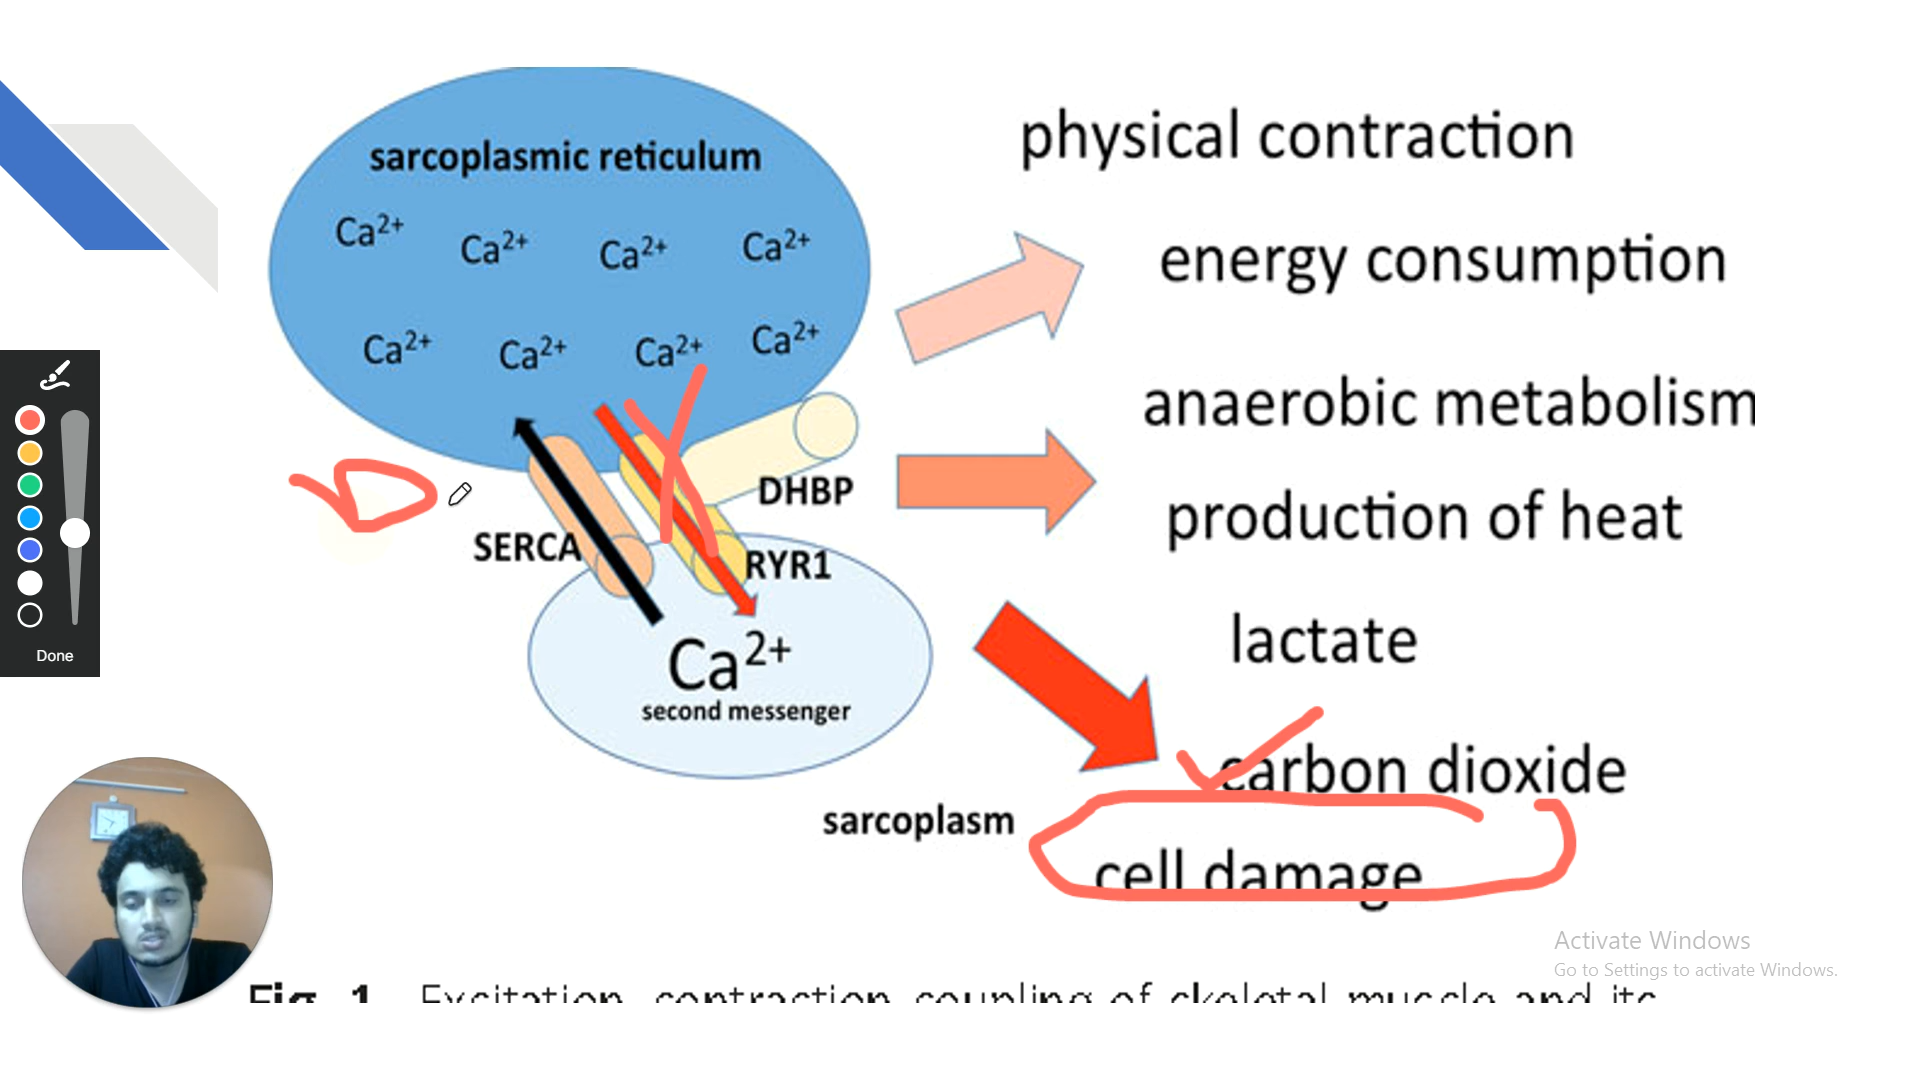 sarcoplasmic reticulum
Ca2+ Ca2+ Ca2+ Ca2+
Ca2+ Ca2+ Ca2+ Ca2+
DHBP
SERCA
RYR1
Ca2+
second messenger
sarcoplasm
physical contraction
energy consumption
anaerobic metabolism
production of heat
lactate
carbon dioxide
cell damage
Fig. 1 Excitation contraction coupling of skeletal muscle and its
Done
Activate Windows
Go to Settings to activate Windows.